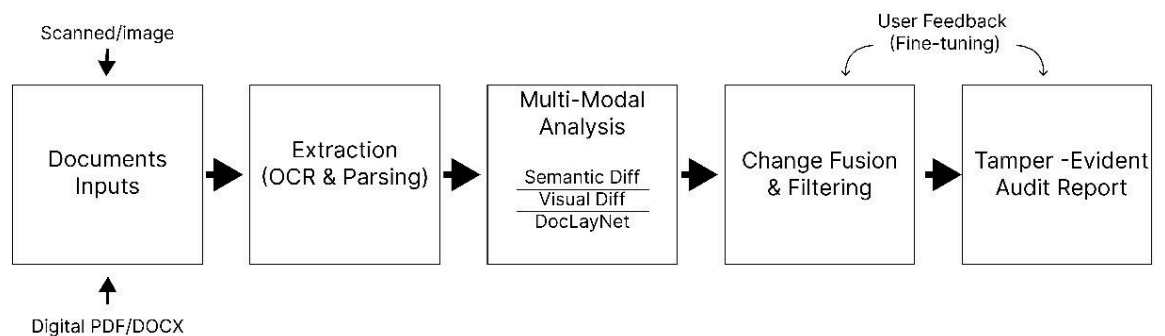 Scanned/image
Documents
Inputs
Digital PDF/DOCX
Extraction
(OCR & Parsing)
Multi-Modal
Analysis
Semantic Diff
Visual Diff
DocLayNet
User Feedback
(Fine-tuning)
Change Fusion
& Filtering
Tamper -Evident
Audit Report